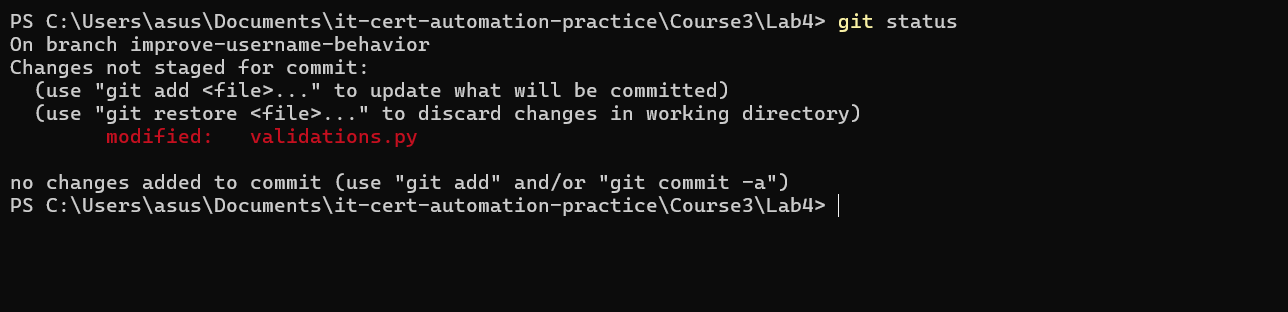 PS C:\Users\asus\Documents\it-cert-automation-practice\Course3\Lab4> git status
On branch improve-username-behavior
Changes not staged for commit:
  (use "git add <file>..." to update what will be committed)
  (use "git restore <file>..." to discard changes in working directory)
        modified:   validations.py

no changes added to commit (use "git add" and/or "git commit -a")
PS C:\Users\asus\Documents\it-cert-automation-practice\Course3\Lab4>